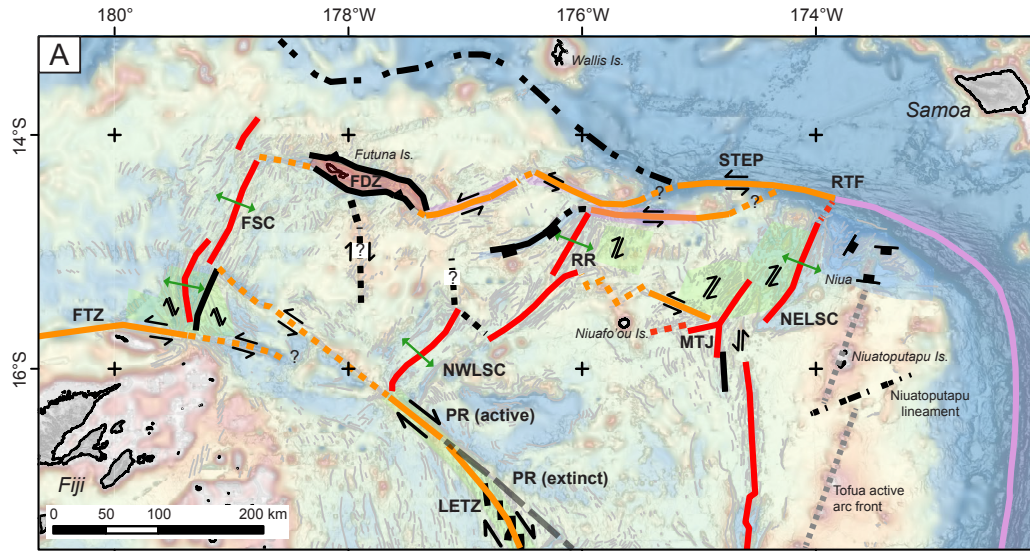 180°
178°W
176°W
174°W
A
Wallis Is.
Samoa
14°S
Futuna Is.
FDZ
STEP
RTF
?
?
FSC
?
RR
?
Niua
FTZ
?
Niuafo'ou Is.
MTJ
NELSC
Niuatoputapu Is.
16°S
NWLSC
Niuatoputapu
lineament
PR (active)
PR (extinct)
Fiji
LETZ
Tofua active
arc front
0 50 100 200 km